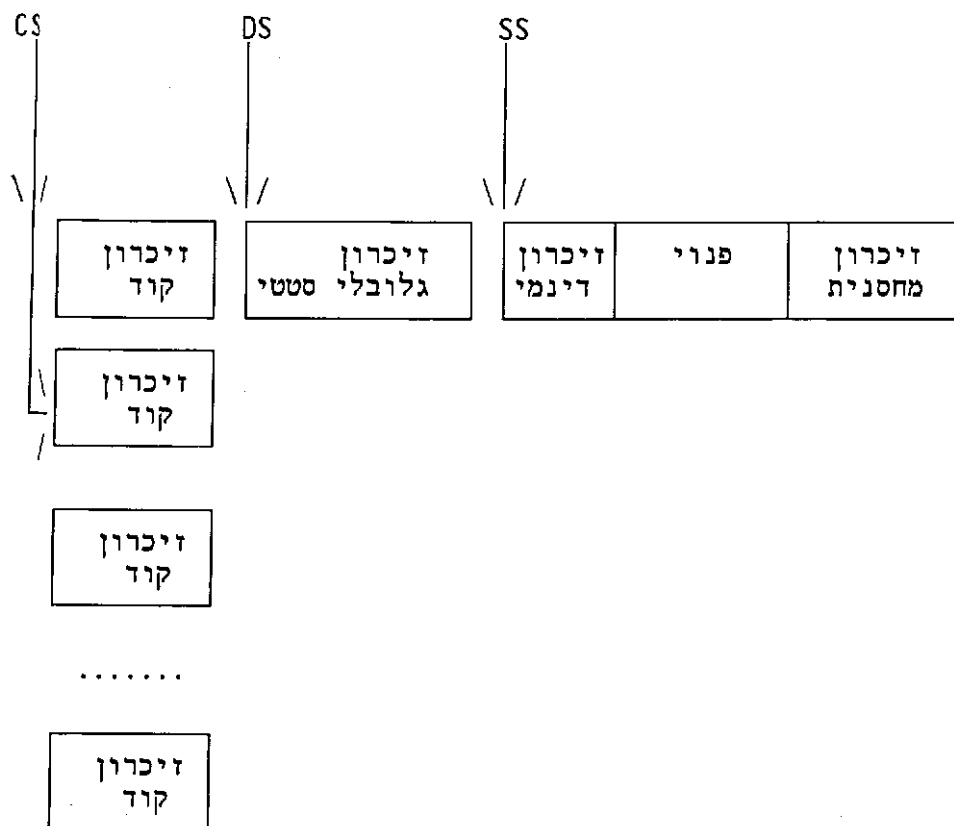 CS DS SS
זיכרון
קוד
זיכרון
גלובלי סטטי
זיכרון
דינמי
פנוי
זיכרון
מחסנית
זיכרון
קוד
זיכרון
קוד
.......
זיכרון
קוד